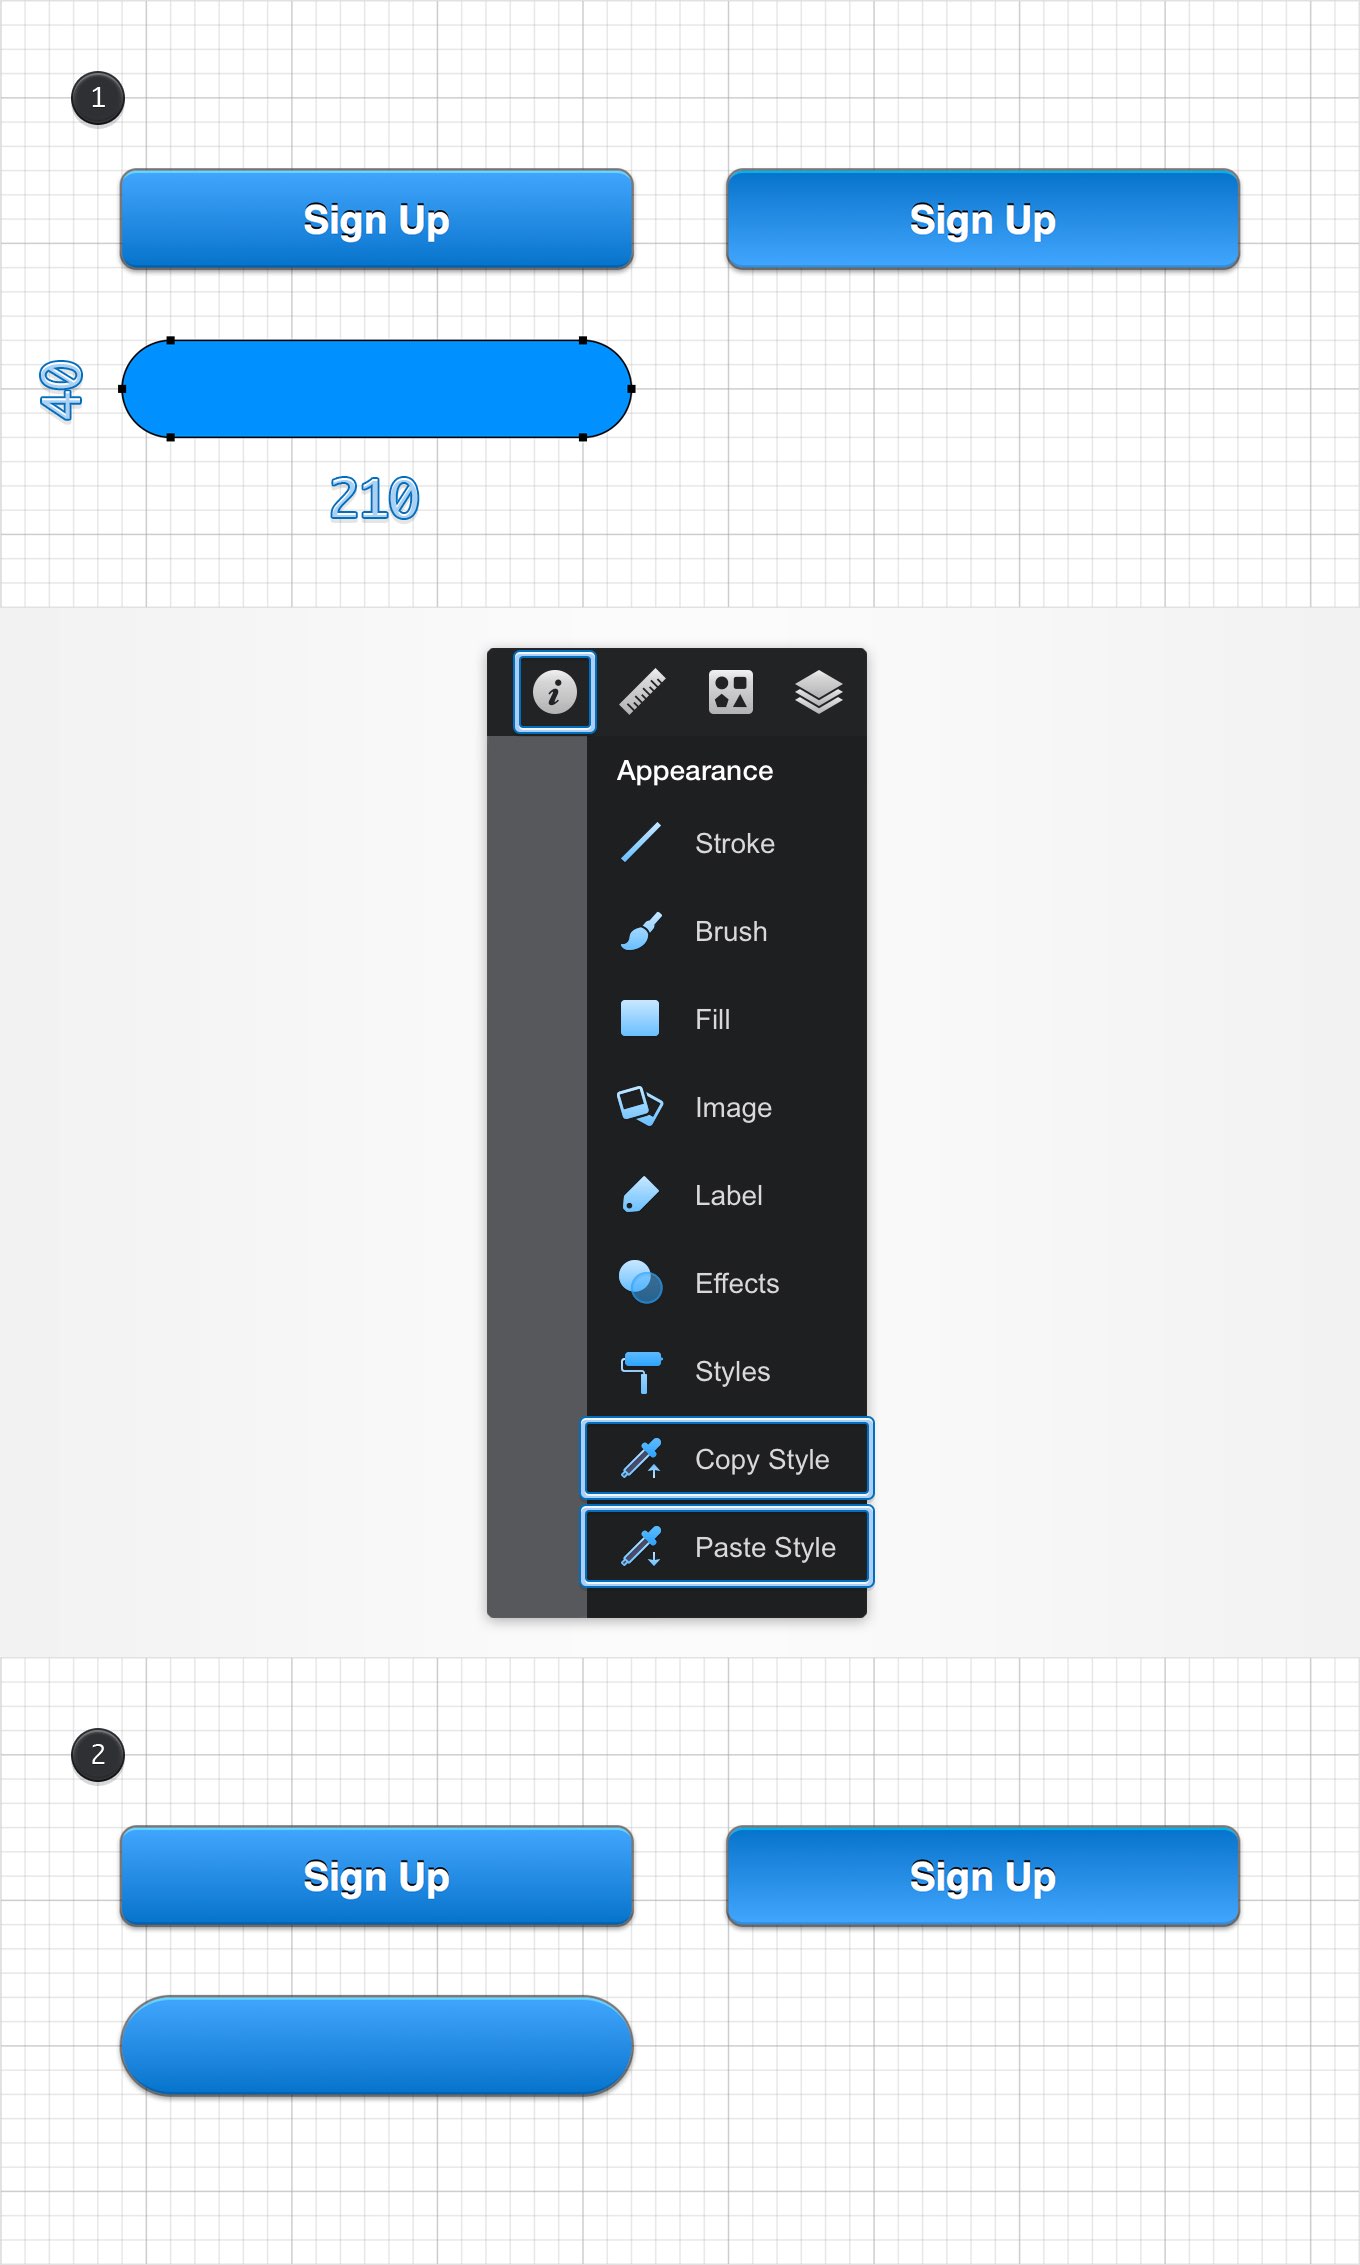 1
Sign Up
Sign Up
40
210
i
Appearance
Stroke
Brush
Fill
Image
Label
Effects
Styles
Copy Style
Paste Style
2
Sign Up
Sign Up